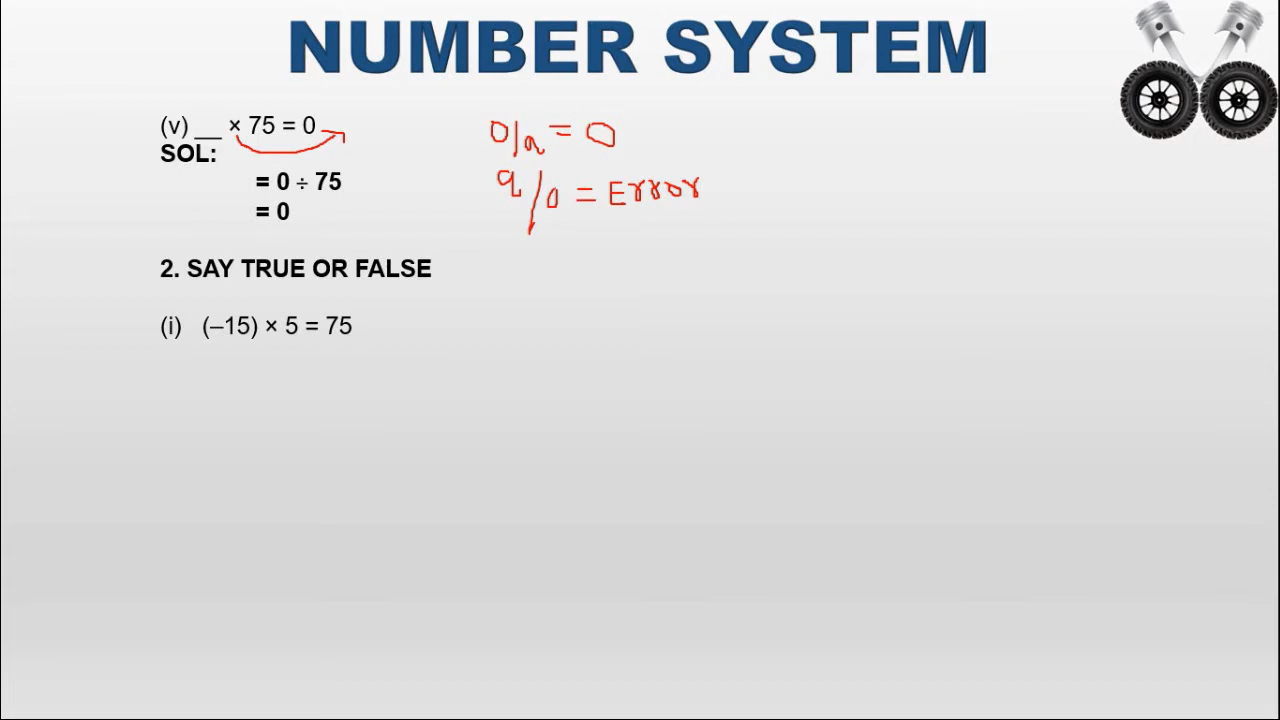 NUMBER SYSTEM
(v) __ × 75 = 0
SOL:
= 0 ÷ 75
= 0
0/a = 0
a/0 = Error
2. SAY TRUE OR FALSE
(i) (–15) × 5 = 75